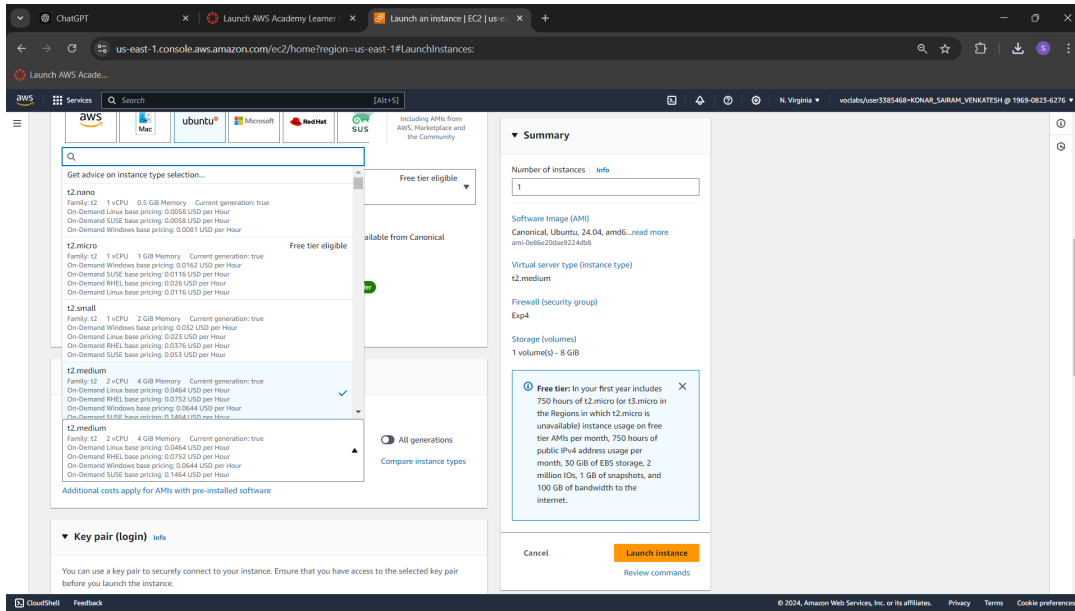 ChatGPT
Launch AWS Academy Learner
Launch an instance | EC2 | us-e
us-east-1.console.aws.amazon.com/ec2/home?region=us-east-1#LaunchInstances:
S
Launch AWS Acade...
aws
Services
Search
[Alt+S]
N. Virginia
voclabs/user3385468=KONAR_SAIRAM_VENKATESH @ 1969-0823-6276
aws
Mac
ubuntu
Microsoft
Red Hat
SUS
Including AMIs from
AWS, Marketplace and
the Community
Get advice on instance type selection...
t2.nano
Family: t2 1 vCPU 0.5 GiB Memory Current generation: true
On-Demand Linux base pricing: 0.0058 USD per Hour
On-Demand SUSE base pricing: 0.0058 USD per Hour
On-Demand Windows base pricing: 0.0081 USD per Hour
t2.micro
Free tier eligible
Family: t2 1 vCPU 1 GiB Memory Current generation: true
On-Demand Windows base pricing: 0.0162 USD per Hour
On-Demand SUSE base pricing: 0.0116 USD per Hour
On-Demand RHEL base pricing: 0.026 USD per Hour
On-Demand Linux base pricing: 0.0116 USD per Hour
t2.small
Family: t2 1 vCPU 2 GiB Memory Current generation: true
On-Demand Windows base pricing: 0.032 USD per Hour
On-Demand Linux base pricing: 0.023 USD per Hour
On-Demand RHEL base pricing: 0.0376 USD per Hour
On-Demand SUSE base pricing: 0.053 USD per Hour
t2.medium
Family: t2 2 vCPU 4 GiB Memory Current generation: true
On-Demand Linux base pricing: 0.0464 USD per Hour
On-Demand RHEL base pricing: 0.0752 USD per Hour
On-Demand Windows base pricing: 0.0644 USD per Hour
On-Demand SUSE base pricing: 0.1464 USD per Hour
Free tier eligible
ailable from Canonical
er
t2.medium
Family: t2 2 vCPU 4 GiB Memory Current generation: true
On-Demand Linux base pricing: 0.0464 USD per Hour
On-Demand RHEL base pricing: 0.0752 USD per Hour
On-Demand Windows base pricing: 0.0644 USD per Hour
On-Demand SUSE base pricing: 0.1464 USD per Hour
All generations
Compare instance types
Additional costs apply for AMIs with pre-installed software
Key pair (login) Info
You can use a key pair to securely connect to your instance. Ensure that you have access to the selected key pair
before you launch the instance.
Summary
Number of instances Info
1
Software Image (AMI)
Canonical, Ubuntu, 24.04, amd6...read more
ami-0e86e20dae9224db8
Virtual server type (instance type)
t2.medium
Firewall (security group)
Exp4
Storage (volumes)
1 volume(s) - 8 GiB
Free tier: In your first year includes
750 hours of t2.micro (or t3.micro in
the Regions in which t2.micro is
unavailable) instance usage on free
tier AMIs per month, 750 hours of
public IPv4 address usage per
month, 30 GiB of EBS storage, 2
million IOs, 1 GB of snapshots, and
100 GB of bandwidth to the
internet.
Cancel
Launch instance
Review commands
CloudShell
Feedback
© 2024, Amazon Web Services, Inc. or its affiliates.
Privacy
Terms
Cookie preferences